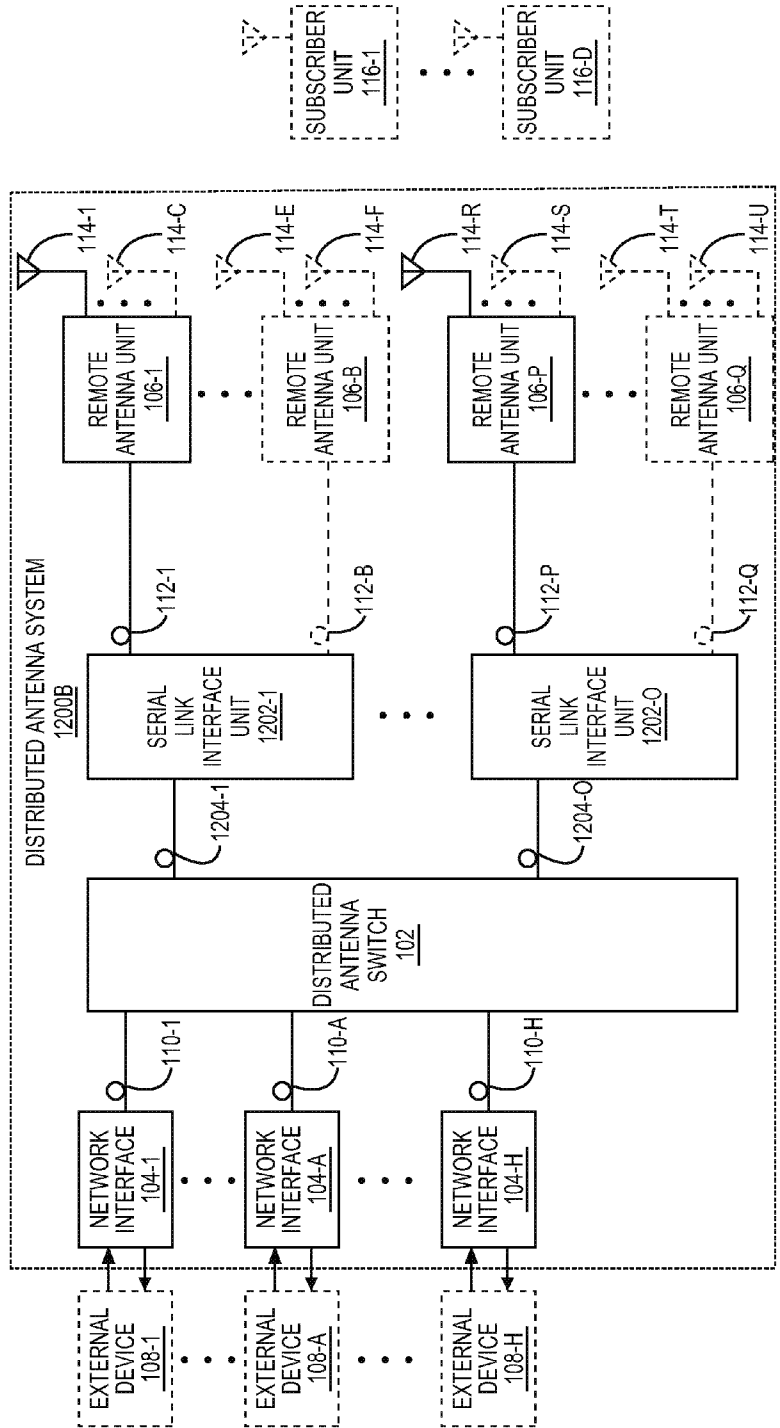 DISTRIBUTED ANTENNA SYSTEM
1200B
EXTERNAL
DEVICE
108-1
EXTERNAL
DEVICE
108-A
EXTERNAL
DEVICE
108-H
NETWORK
INTERFACE
104-1
NETWORK
INTERFACE
104-A
NETWORK
INTERFACE
104-H
110-1
110-A
110-H
DISTRIBUTED
ANTENNA
SWITCH
102
1204-1
1204-O
SERIAL
LINK
INTERFACE
UNIT
1202-1
SERIAL
LINK
INTERFACE
UNIT
1202-O
112-1
112-B
112-P
112-Q
REMOTE
ANTENNA UNIT
106-1
REMOTE
ANTENNA UNIT
106-B
REMOTE
ANTENNA UNIT
106-P
REMOTE
ANTENNA UNIT
106-Q
114-1
114-C
114-E
114-F
114-R
114-S
114-T
114-U
SUBSCRIBER
UNIT
116-1
SUBSCRIBER
UNIT
116-D